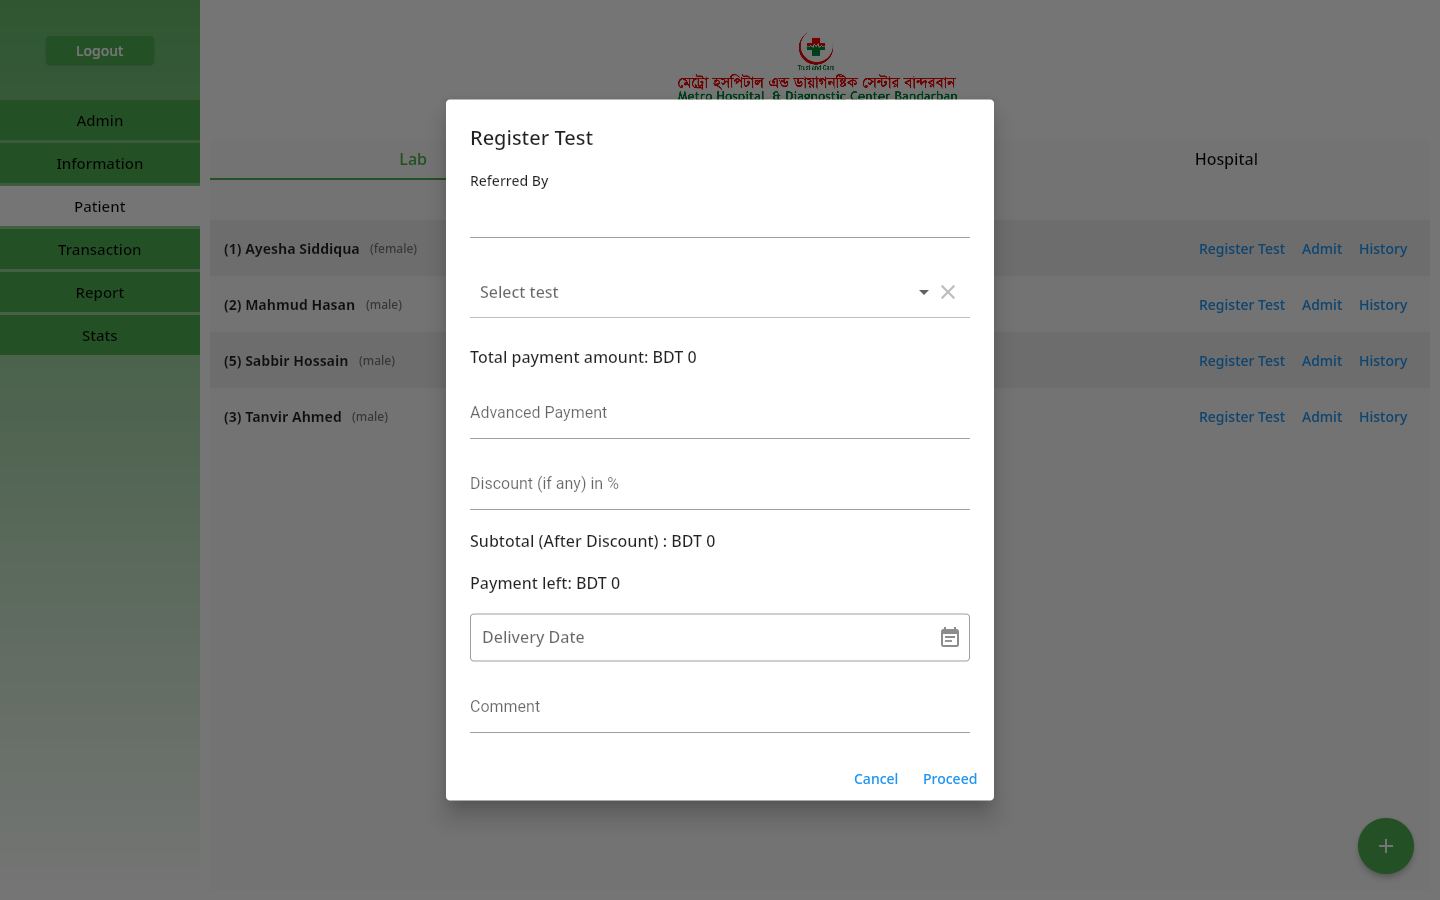 Logout
Admin
Information
Patient
Transaction
Report
Stats
Trust and Care
মেট্রো হসপিটাল এন্ড ডায়াগনষ্টিক সেন্টার বান্দরবান
Metro Hospital & Diagnostic Center Bandarban
Lab
Hospital
(1) Ayesha Siddiqua (female)
Register Test Admit History
(2) Mahmud Hasan (male)
Register Test Admit History
(5) Sabbir Hossain (male)
Register Test Admit History
(3) Tanvir Ahmed (male)
Register Test Admit History
Register Test
Referred By
Select test
Total payment amount: BDT 0
Advanced Payment
Discount (if any) in %
Subtotal (After Discount) : BDT 0
Payment left: BDT 0
Delivery Date
Comment
Cancel Proceed